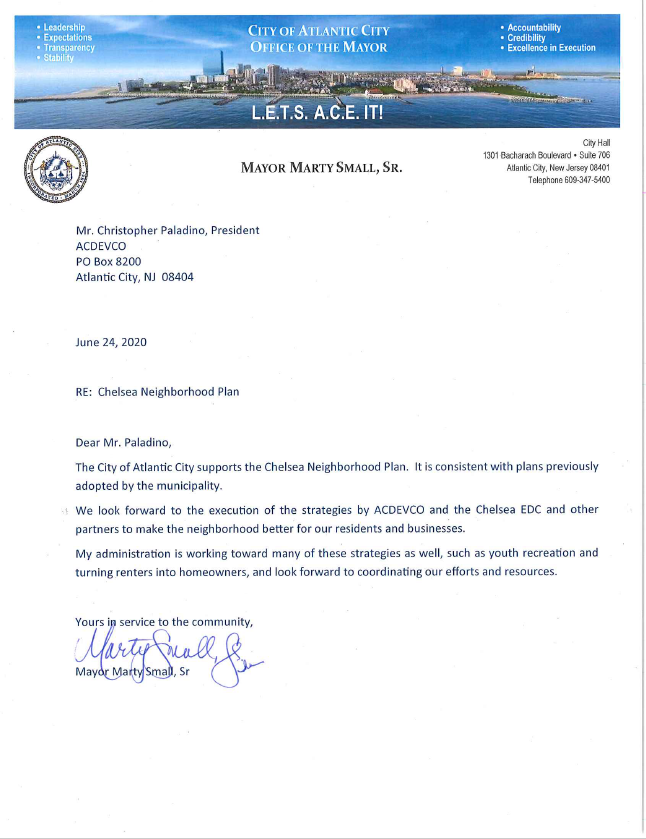 • Leadership
• Expectations
• Transparency
• Stability
CITY OF ATLANTIC CITY
OFFICE OF THE MAYOR
• Accountability
• Credibility
• Excellence in Execution
L.E.T.S. A.C.E. IT!
MAYOR MARTY SMALL, SR.
City Hall
1301 Bacharach Boulevard • Suite 706
Atlantic City, New Jersey 08401
Telephone 609-347-5400
Mr. Christopher Paladino, President
ACDEVCO
PO Box 8200
Atlantic City, NJ 08404
June 24, 2020
RE: Chelsea Neighborhood Plan
Dear Mr. Paladino,
The City of Atlantic City supports the Chelsea Neighborhood Plan. It is consistent with plans previously
adopted by the municipality.
We look forward to the execution of the strategies by ACDEVCO and the Chelsea EDC and other
partners to make the neighborhood better for our residents and businesses.
My administration is working toward many of these strategies as well, such as youth recreation and
turning renters into homeowners, and look forward to coordinating our efforts and resources.
Yours in service to the community,
Marty Small, Sr
Mayor Marty Small, Sr